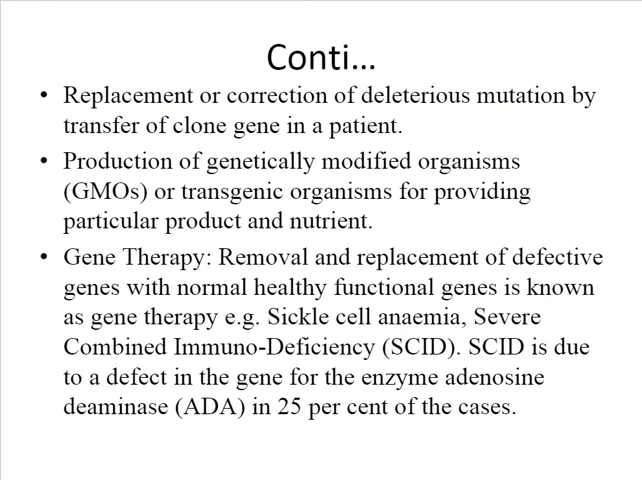 Conti...
• Replacement or correction of deleterious mutation by
transfer of clone gene in a patient.
• Production of genetically modified organisms
(GMOs) or transgenic organisms for providing
particular product and nutrient.
• Gene Therapy: Removal and replacement of defective
genes with normal healthy functional genes is known
as gene therapy e.g. Sickle cell anaemia, Severe
Combined Immuno-Deficiency (SCID). SCID is due
to a defect in the gene for the enzyme adenosine
deaminase (ADA) in 25 per cent of the cases.